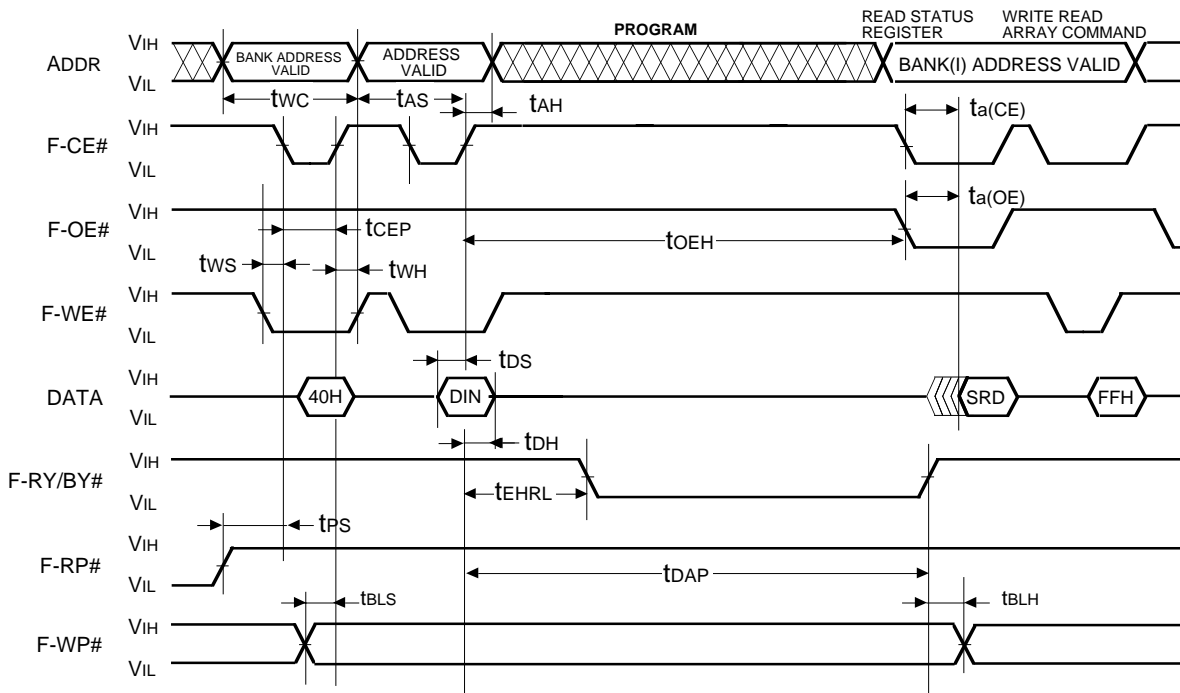 PROGRAM
READ STATUS
REGISTER
WRITE READ
ARRAY COMMAND
ADDR
VIH
VIL
BANK ADDRESS
VALID
ADDRESS
VALID
BANK(I) ADDRESS VALID
tWC
tAS
tAH
ta(CE)
F-CE#
VIH
VIL
F-OE#
VIH
VIL
tCEP
tOEH
ta(OE)
tWS
tWH
F-WE#
VIH
VIL
tDS
DATA
VIH
VIL
40H
DIN
SRD
FFH
tDH
F-RY/BY#
VIH
VIL
tEHRL
tPS
F-RP#
VIH
VIL
tDAP
tBLS
tBLH
F-WP#
VIH
VIL